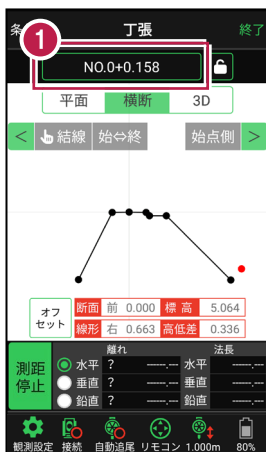 条
丁張
終了
1
NO.0+0.158
平面 横断 3D
< 結線 始⇔終 始点側 >
オフ
セット
断面 前 0.000 標高 5.064
線形 右 0.663 高低差 0.336
測距
停止
離れ 法長
水平 ? --.--- 水平 --.---
垂直 ? --.--- 垂直 --.---
鉛直 ? --.--- 鉛直 --.---
観測設定 接続 自動追尾 リモコン 1.000m 80%